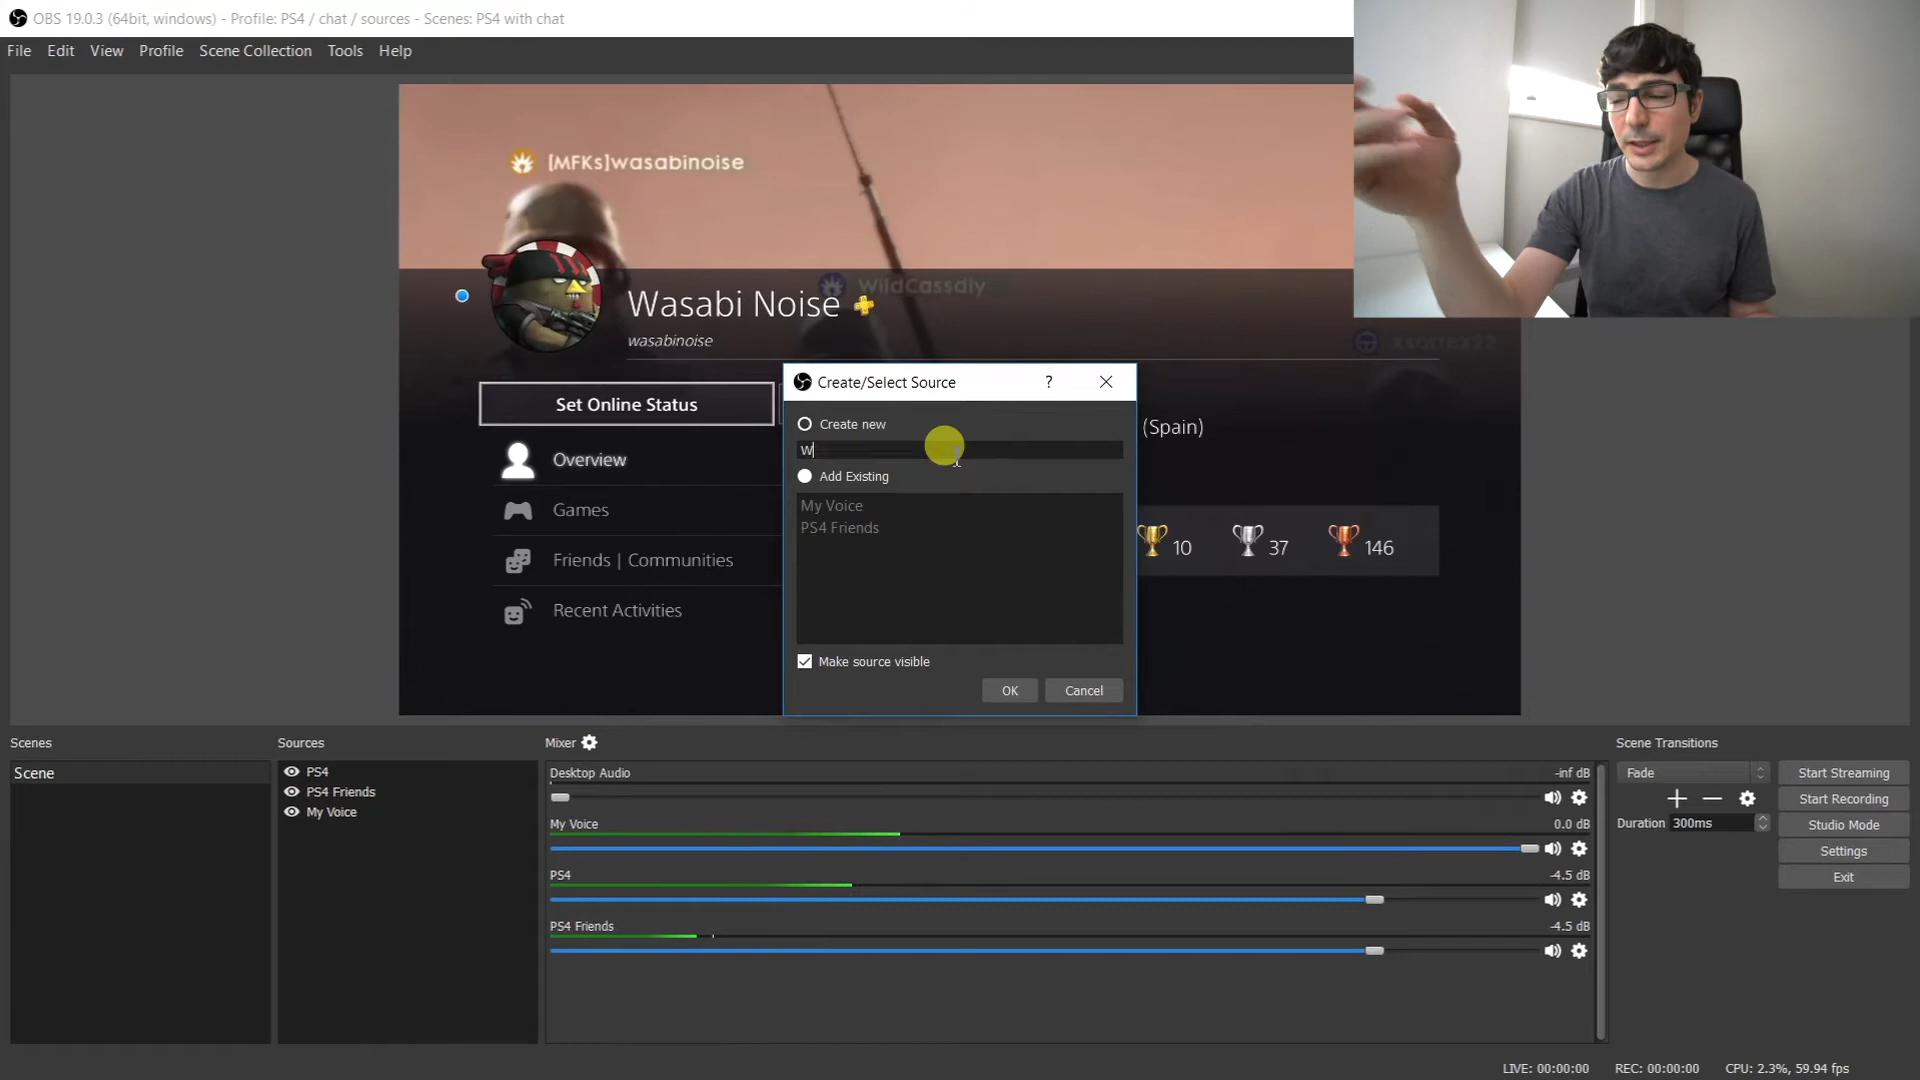 OBS 19.0.3 (64bit, windows) - Profile: PS4 / chat / sources - Scenes: PS4 with chat
File Edit View Profile Scene Collection Tools Help
[MFKs]wasabinoise
WildCassdiy
Wasabi Noise
wasabinoise
xsarrex22
Create/Select Source ?
Set Online Status
Create new
(Spain)
W
Overview
Add Existing
My Voice
Games
PS4 Friends
10 37 146
Friends | Communities
Recent Activities
Make source visible
OK Cancel
Scenes Sources Mixer Scene Transitions
Scene PS4 Desktop Audio -inf dB Fade Start Streaming
PS4 Friends Start Recording
My Voice My Voice 0.0 dB Duration 300ms Studio Mode
Settings
PS4 -4.5 dB Exit
PS4 Friends -4.5 dB
LIVE: 00:00:00 REC: 00:00:00 CPU: 2.3%, 59.94 fps